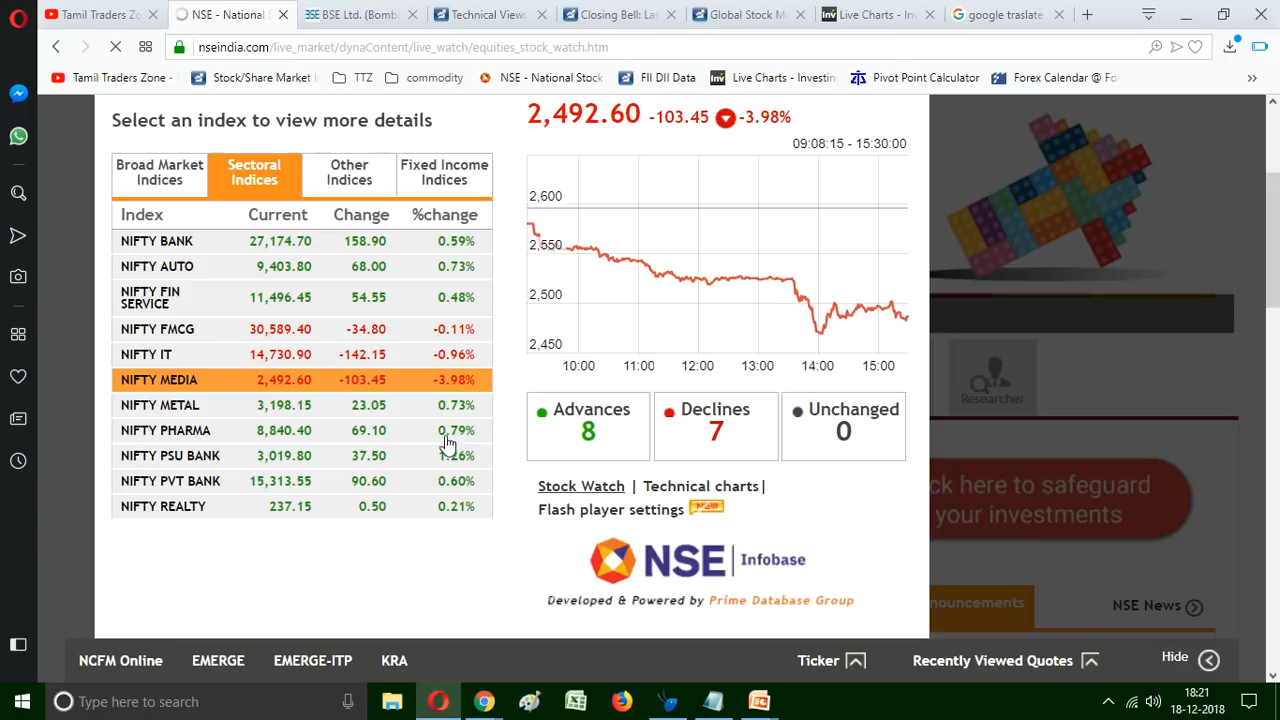 Tamil Traders Zone
NSE - National S
BSE Ltd. (Bomba
Technical View:
Closing Bell: Las
Global Stock M
Live Charts - Inv
google traslate
nseindia.com/live_market/dynaContent/live_watch/equities_stock_watch.htm
Tamil Traders Zone -
Stock/Share Market
TTZ
commodity
NSE - National Stock
FII DII Data
Live Charts - Investing
Pivot Point Calculator
Forex Calendar @ Fo
Select an index to view more details
Broad Market Indices
Sectoral Indices
Other Indices
Fixed Income Indices
Index Current Change %change
NIFTY BANK 27,174.70 158.90 0.59%
NIFTY AUTO 9,403.80 68.00 0.73%
NIFTY FIN SERVICE 11,496.45 54.55 0.48%
NIFTY FMCG 30,589.40 -34.80 -0.11%
NIFTY IT 14,730.90 -142.15 -0.96%
NIFTY MEDIA 2,492.60 -103.45 -3.98%
NIFTY METAL 3,198.15 23.05 0.73%
NIFTY PHARMA 8,840.40 69.10 0.79%
NIFTY PSU BANK 3,019.80 37.50 1.26%
NIFTY PVT BANK 15,313.55 90.60 0.60%
NIFTY REALTY 237.15 0.50 0.21%
2,492.60 -103.45 -3.98%
09:08:15 - 15:30:00
2,600
2,550
2,500
2,450
10:00 11:00 12:00 13:00 14:00 15:00
Advances 8
Declines 7
Unchanged 0
Stock Watch | Technical charts|
Flash player settings
NSE Infobase
Developed & Powered by Prime Database Group
Researcher
ck here to safeguard
your investments
nouncements
NSE News
NCFM Online
EMERGE
EMERGE-ITP
KRA
Ticker
Recently Viewed Quotes
Hide
Type here to search
18:21
18-12-2018